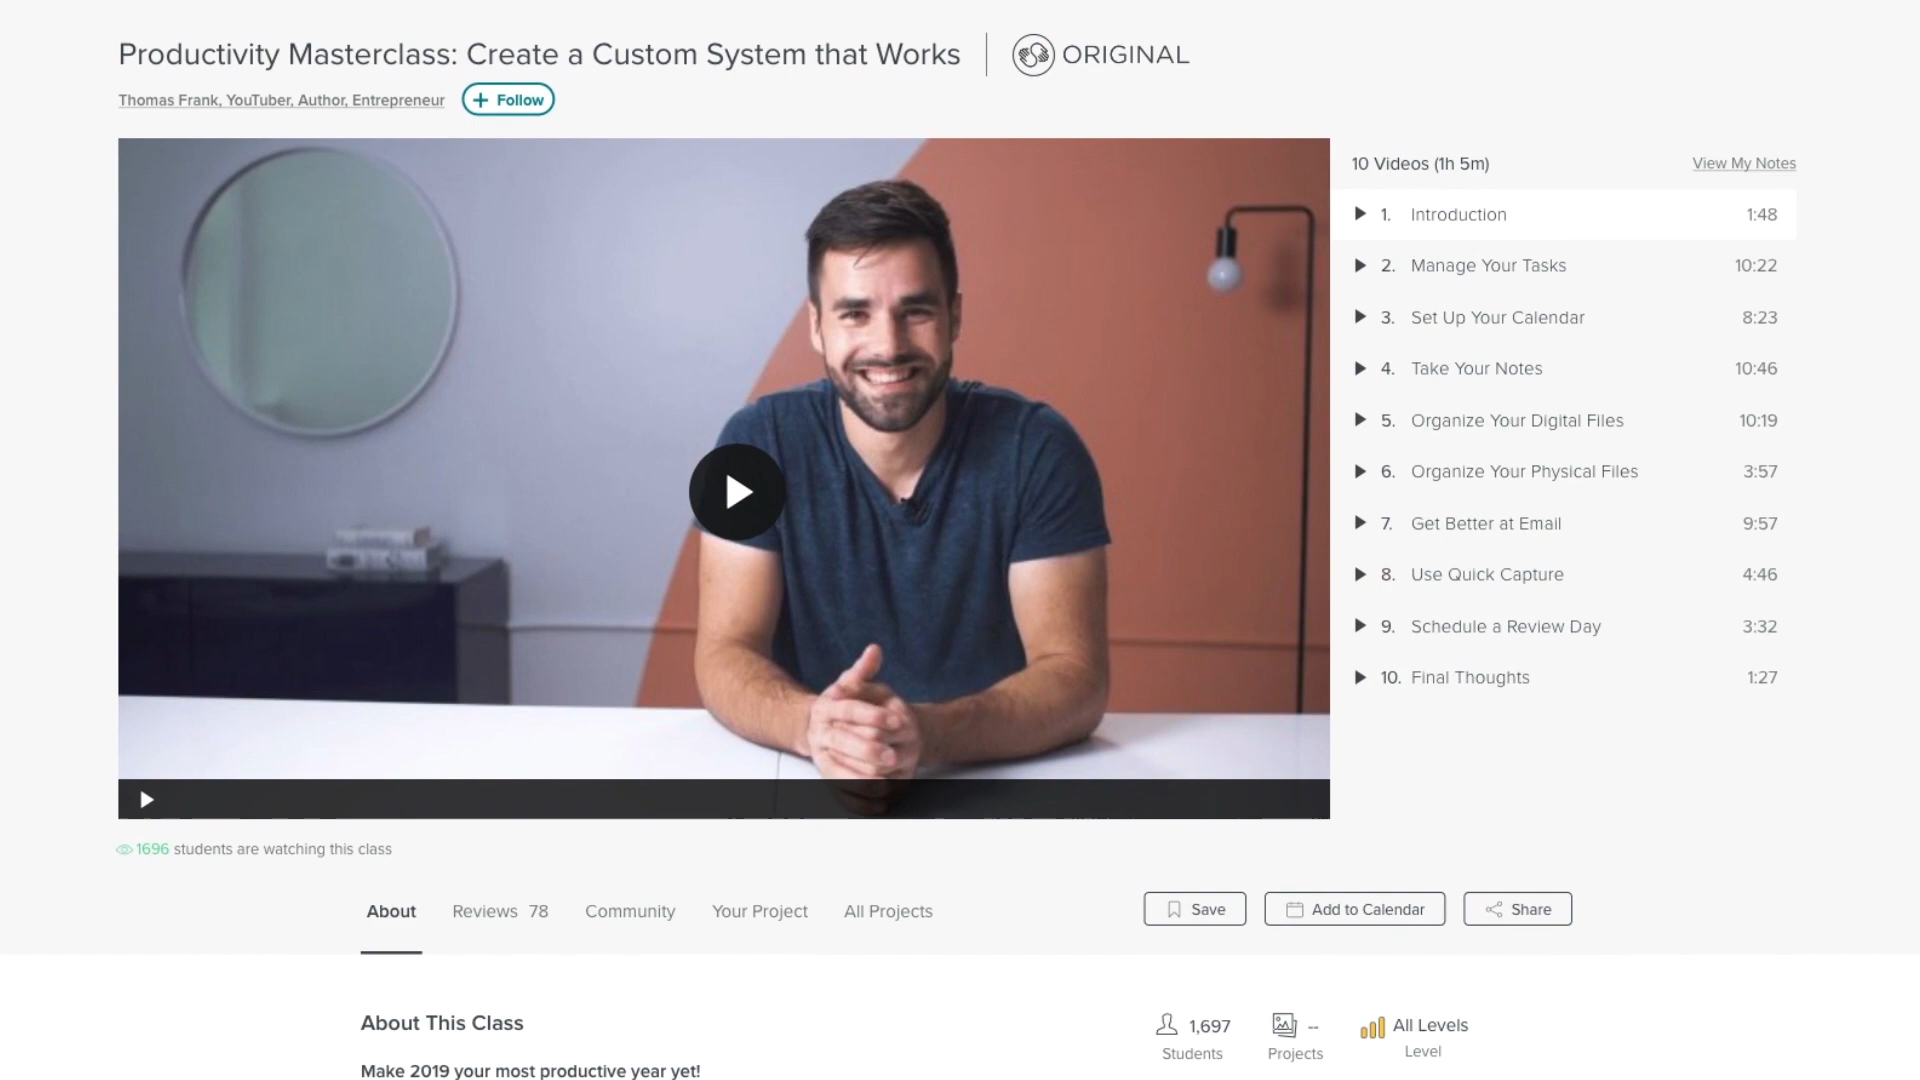 Productivity Masterclass: Create a Custom System that Works
ORIGINAL
Thomas Frank, YouTuber, Author, Entrepreneur
+ Follow
10 Videos (1h 5m) View My Notes
1. Introduction 1:48
2. Manage Your Tasks 10:22
3. Set Up Your Calendar 8:23
4. Take Your Notes 10:46
5. Organize Your Digital Files 10:19
6. Organize Your Physical Files 3:57
7. Get Better at Email 9:57
8. Use Quick Capture 4:46
9. Schedule a Review Day 3:32
10. Final Thoughts 1:27
1696 students are watching this class
About Reviews 78 Community Your Project All Projects
Save Add to Calendar Share
About This Class
Make 2019 your most productive year yet!
1,697
Students
--
Projects
All Levels
Level